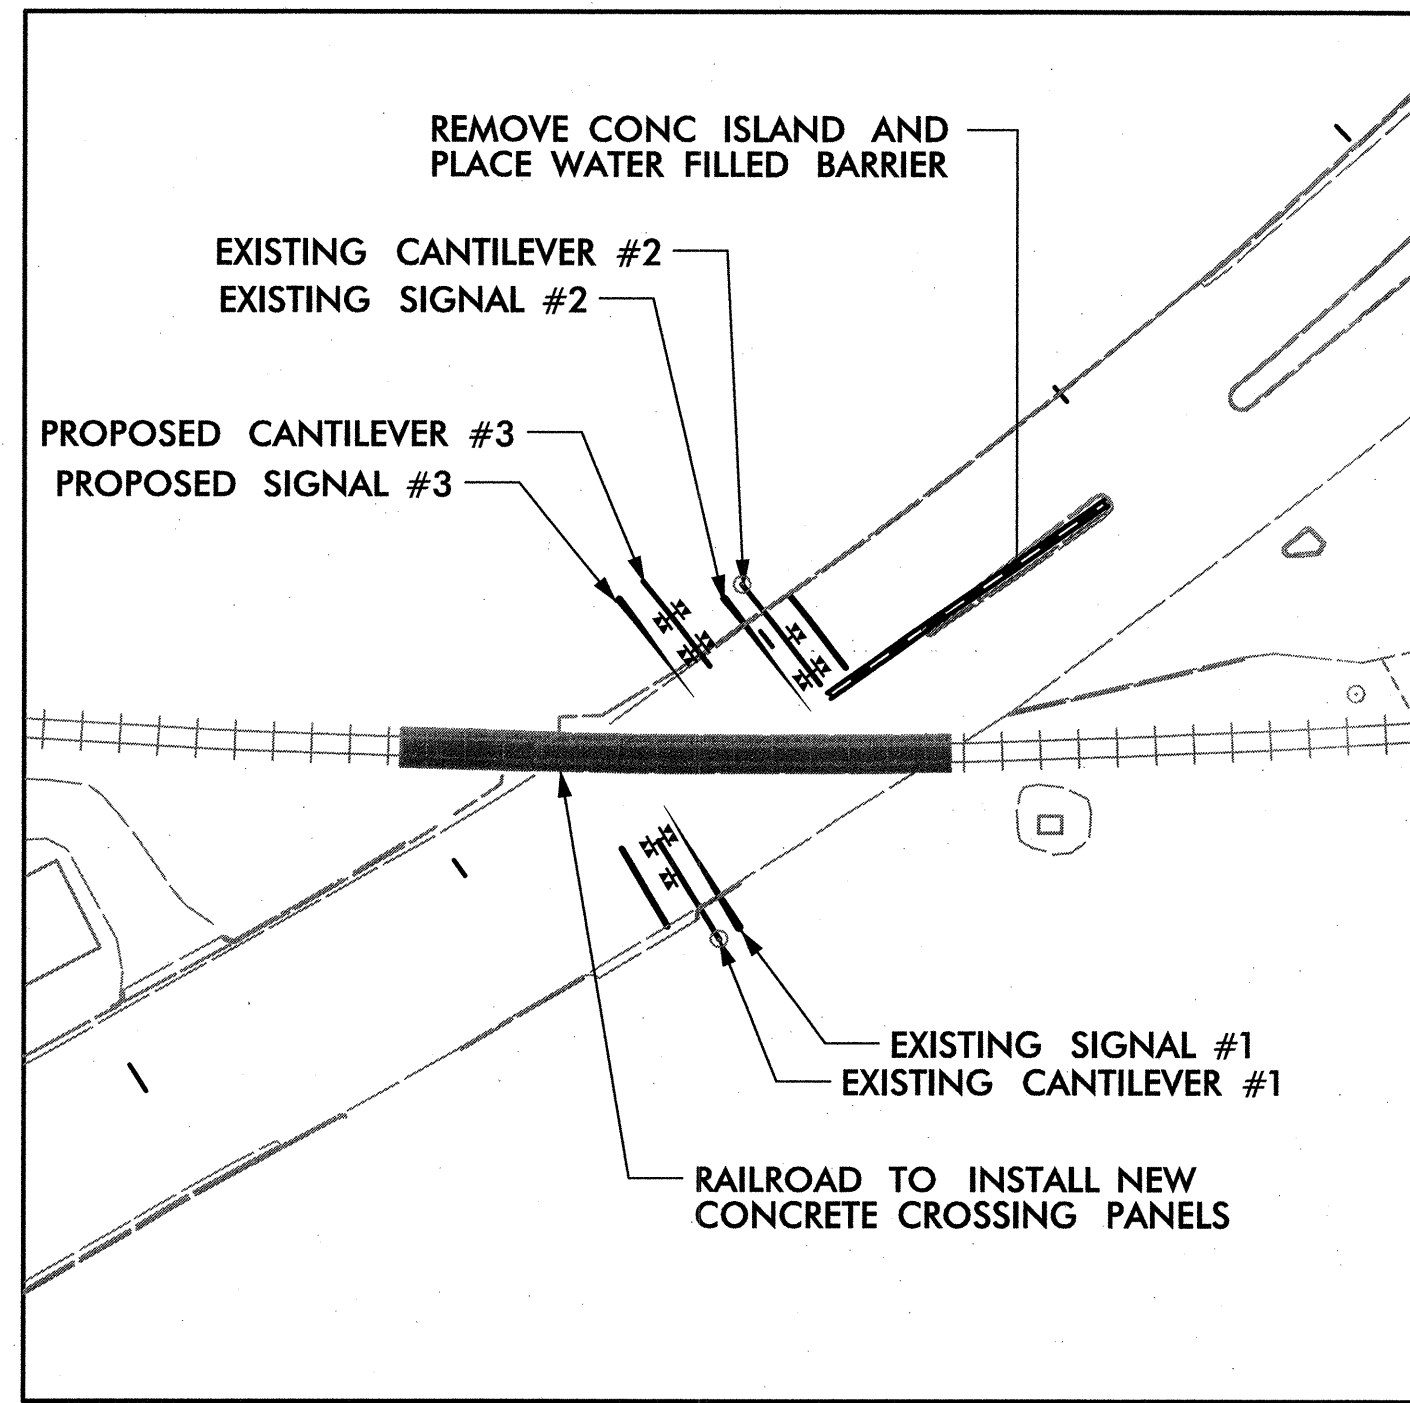 REMOVE CONC ISLAND AND
PLACE WATER FILLED BARRIER
EXISTING CANTILEVER #2
EXISTING SIGNAL #2
PROPOSED CANTILEVER #3
PROPOSED SIGNAL #3
EXISTING SIGNAL #1
EXISTING CANTILEVER #1
RAILROAD TO INSTALL NEW
CONCRETE CROSSING PANELS